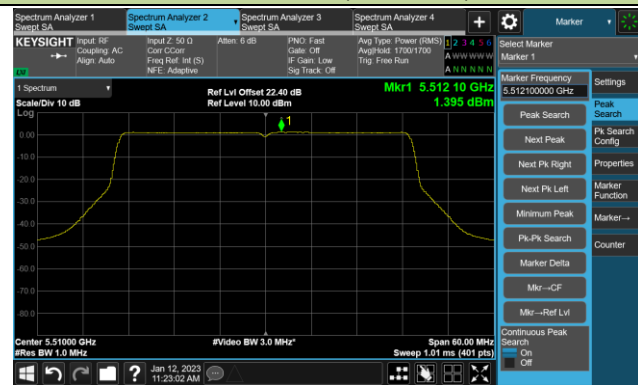 Spectrum Analyzer 1
Swept SA
Spectrum Analyzer 2
Swept SA
Spectrum Analyzer 3
Swept SA
Spectrum Analyzer 4
Swept SA
+
Marker
KEYSIGHT
Input: RF
Coupling: AC
Align: Auto
Input Z: 50 Ω
Corr CCorr
Freq Ref: Int (S)
NFE: Adaptive
Atten: 6 dB
PNO: Fast
Gate: Off
IF Gain: Low
Sig Track: Off
Avg Type: Power (RMS)
Avg|Hold: 1700/1700
Trig: Free Run
1 2 3 4 5 6
A W W W W W
A N N N N N
Select Marker
Marker 1
LXI
1 Spectrum
Scale/Div 10 dB
Log
Ref Lvl Offset 22.40 dB
Ref Level 10.00 dBm
Mkr1 5.512 10 GHz
1.395 dBm
Marker Frequency
5.512100000 GHz
Settings
Peak Search
Peak
Search
Next Peak
Pk Search
Config
Next Pk Right
Properties
Next Pk Left
Marker
Function
Minimum Peak
Marker→
Pk-Pk Search
Counter
Marker Delta
Mkr→CF
Mkr→Ref Lvl
Continuous Peak
Search
On
Off
1
0.00
-10.0
-20.0
-30.0
-40.0
-50.0
-60.0
-70.0
-80.0
Center 5.51000 GHz
#Res BW 1.0 MHz
#Video BW 3.0 MHz*
Span 60.00 MHz
Sweep 1.01 ms (401 pts)
?
Jan 12, 2023
11:23:02 AM